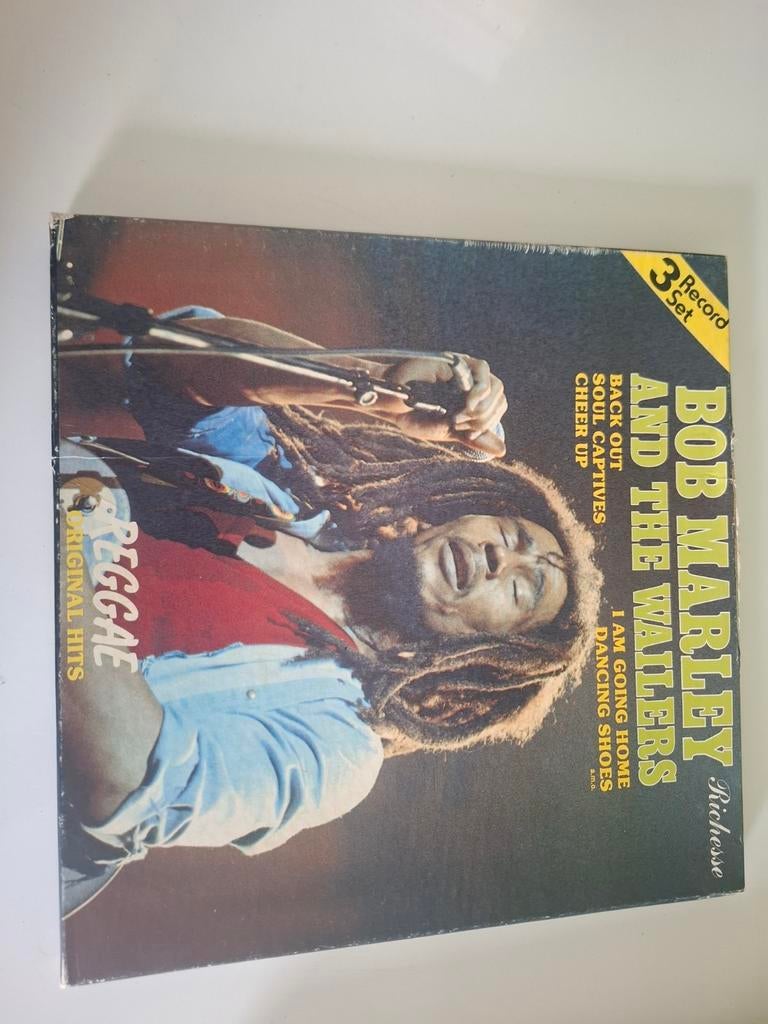 3 Record
Set
BOB MARLEY
AND THE WAILERS
Richesse
BACK OUT
SOUL CAPTIVES
CHEER UP
I AM GOING HOME
DANCING SHOES
a.m.o.
REGGAE
ORIGINAL HITS